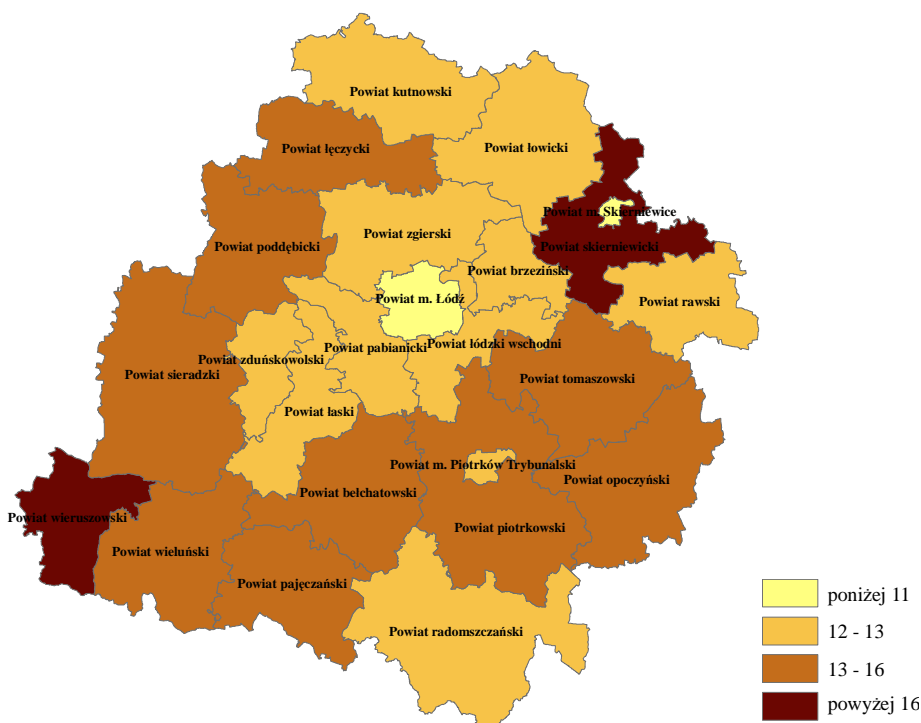 Powiat kutnowski
Powiat łęczycki
Powiat łowicki
Powiat m. Skierniewice
Powiat zgierski
Powiat poddębicki
Powiat skierniewicki
Powiat brzeziński
Powiat m. Łódź
Powiat rawski
Powiat pabianicki
Powiat łódzki wschodni
Powiat zduńskowolski
Powiat tomaszowski
Powiat sieradzki
Powiat łaski
Powiat m. Piotrków Trybunalski
Powiat opoczyński
Powiat bełchatowski
Powiat wieruszowski
Powiat piotrkowski
Powiat wieluński
Powiat pajęczański
Powiat radomszczański
poniżej 11
12 - 13
13 - 16
powyżej 16